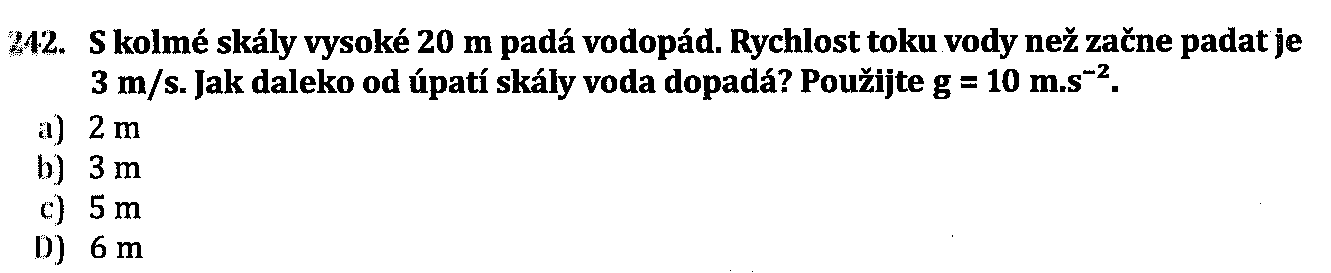 242. S kolmé skály vysoké 20 m padá vodopád. Rychlost toku vody než začne padat je
3 m/s. Jak daleko od úpatí skály voda dopadá? Použijte g = 10 m.s⁻².
a) 2 m
b) 3 m
c) 5 m
D) 6 m